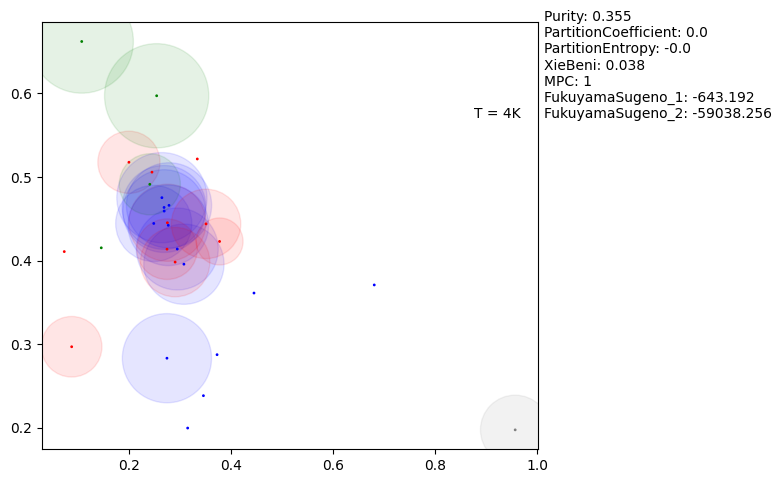 Purity: 0.355
PartitionCoefficient: 0.0
PartitionEntropy: -0.0
XieBeni: 0.038
MPC: 1
FukuyamaSugeno_1: -643.192
FukuyamaSugeno_2: -59038.256
T = 4K
0.6
0.5
0.4
0.3
0.2
0.2 0.4 0.6 0.8 1.0